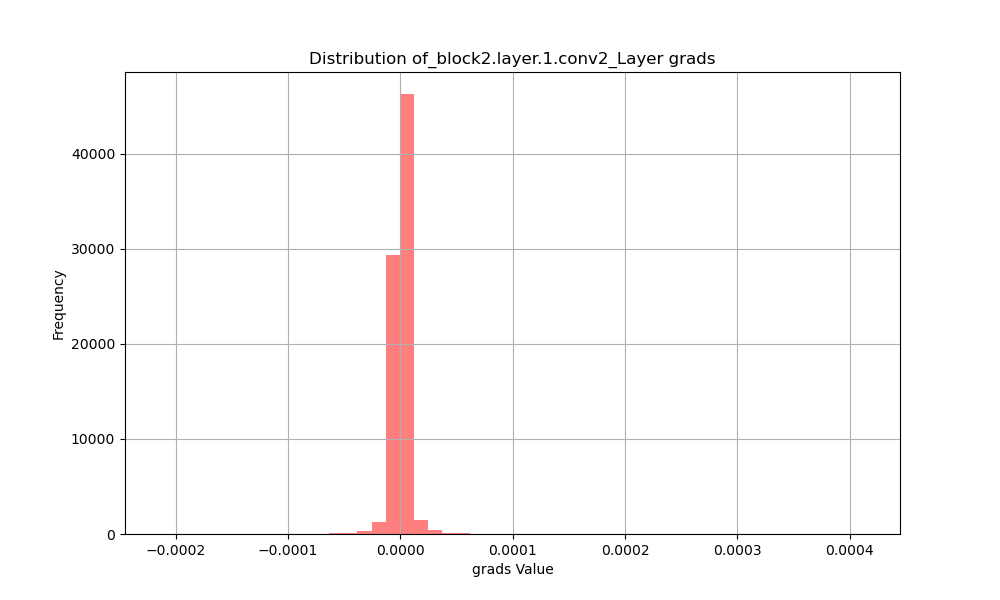 Distribution of_block2.layer.1.conv2_Layer grads
Frequency
40000
30000
20000
10000
0
−0.0002 −0.0001 0.0000 0.0001 0.0002 0.0003 0.0004
grads Value